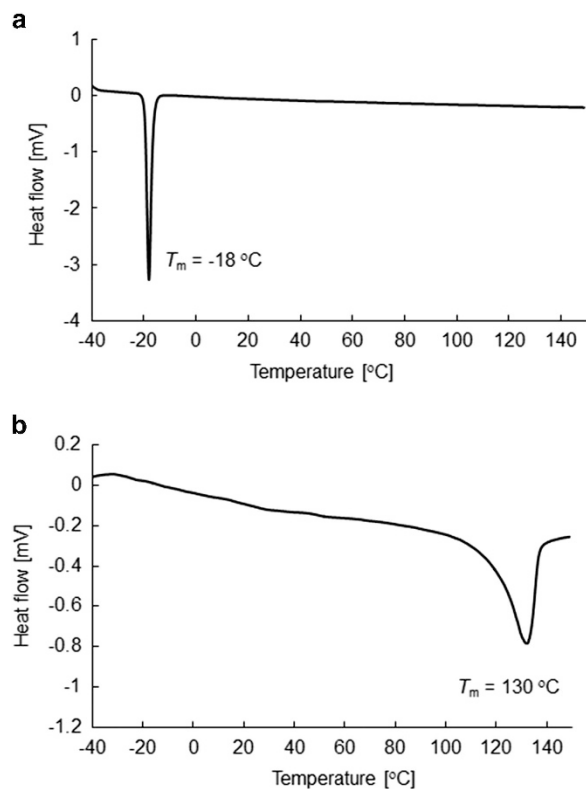 a
1
0
-1
-2
-3
-4
Heat flow [mV]
Tm = -18 °C
-40 -20 0 20 40 60 80 100 120 140
Temperature [°C]
b
0.2
0
-0.2
-0.4
-0.6
-0.8
-1
-1.2
Heat flow [mV]
Tm = 130 °C
-40 -20 0 20 40 60 80 100 120 140
Temperature [°C]